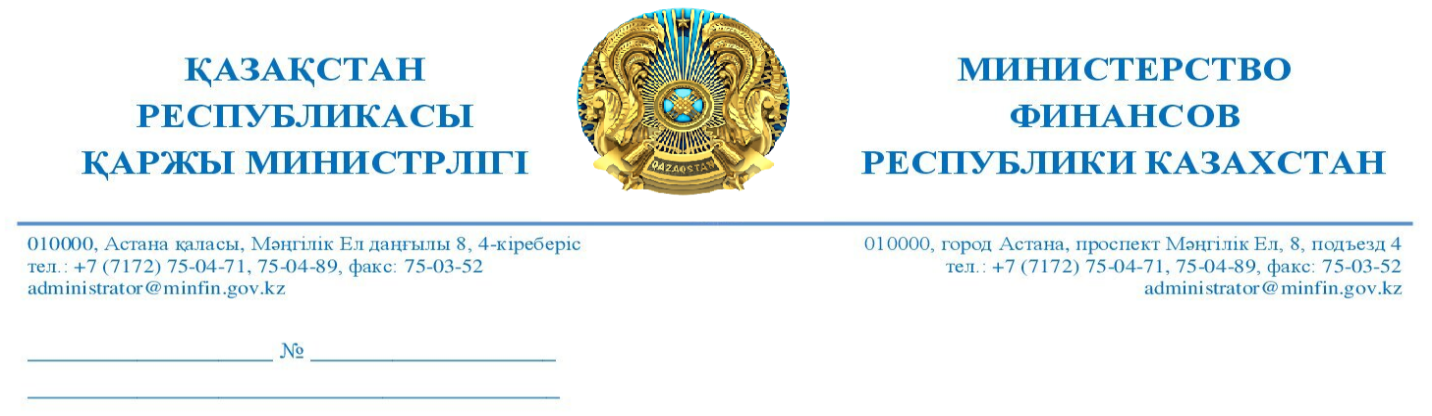 ҚАЗАҚСТАН
РЕСПУБЛИКАСЫ
ҚАРЖЫ МИНИСТРЛІГІ
QAZAQSTAN
МИНИСТЕРСТВО
ФИНАНСОВ
РЕСПУБЛИКИ КАЗАХСТАН
010000, Астана қаласы, Мәңгілік Ел даңғылы 8, 4-кіреберіс
тел.: +7 (7172) 75-04-71, 75-04-89, факс: 75-03-52
administrator@minfin.gov.kz
010000, город Астана, проспект Мәңгілік Ел, 8, подъезд 4
тел.: +7 (7172) 75-04-71, 75-04-89, факс: 75-03-52
administrator@minfin.gov.kz
№